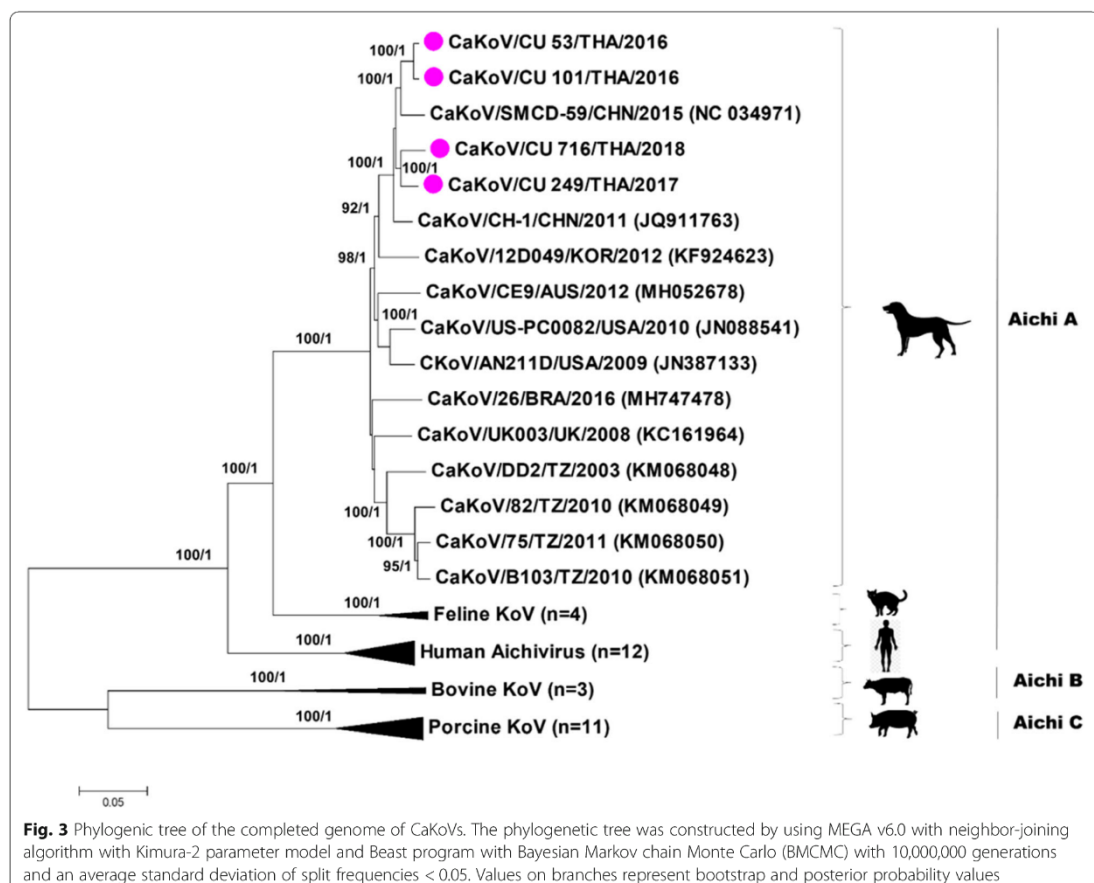 100/1
CaKoV/CU 53/THA/2016
100/1
CaKoV/CU 101/THA/2016
CaKoV/SMCD-59/CHN/2015 (NC 034971)
CaKoV/CU 716/THA/2018
100/1
100/1
CaKoV/CU 249/THA/2017
92/1
CaKoV/CH-1/CHN/2011 (JQ911763)
98/1
CaKoV/12D049/KOR/2012 (KF924623)
CaKoV/CE9/AUS/2012 (MH052678)
100/1
CaKoV/US-PC0082/USA/2010 (JN088541)
100/1
CKoV/AN211D/USA/2009 (JN387133)
CaKoV/26/BRA/2016 (MH747478)
CaKoV/UK003/UK/2008 (KC161964)
100/1
CaKoV/DD2/TZ/2003 (KM068048)
100/1
CaKoV/82/TZ/2010 (KM068049)
100/1
CaKoV/75/TZ/2011 (KM068050)
100/1
95/1
CaKoV/B103/TZ/2010 (KM068051)
100/1
Feline KoV (n=4)
100/1
Human Aichivirus (n=12)
100/1
Bovine KoV (n=3)
100/1
Porcine KoV (n=11)
Aichi A
Aichi B
Aichi C
0.05
Fig. 3 Phylogenic tree of the completed genome of CaKoVs. The phylogenetic tree was constructed by using MEGA v6.0 with neighbor-joining
algorithm with Kimura-2 parameter model and Beast program with Bayesian Markov chain Monte Carlo (BMCMC) with 10,000,000 generations
and an average standard deviation of split frequencies < 0.05. Values on branches represent bootstrap and posterior probability values